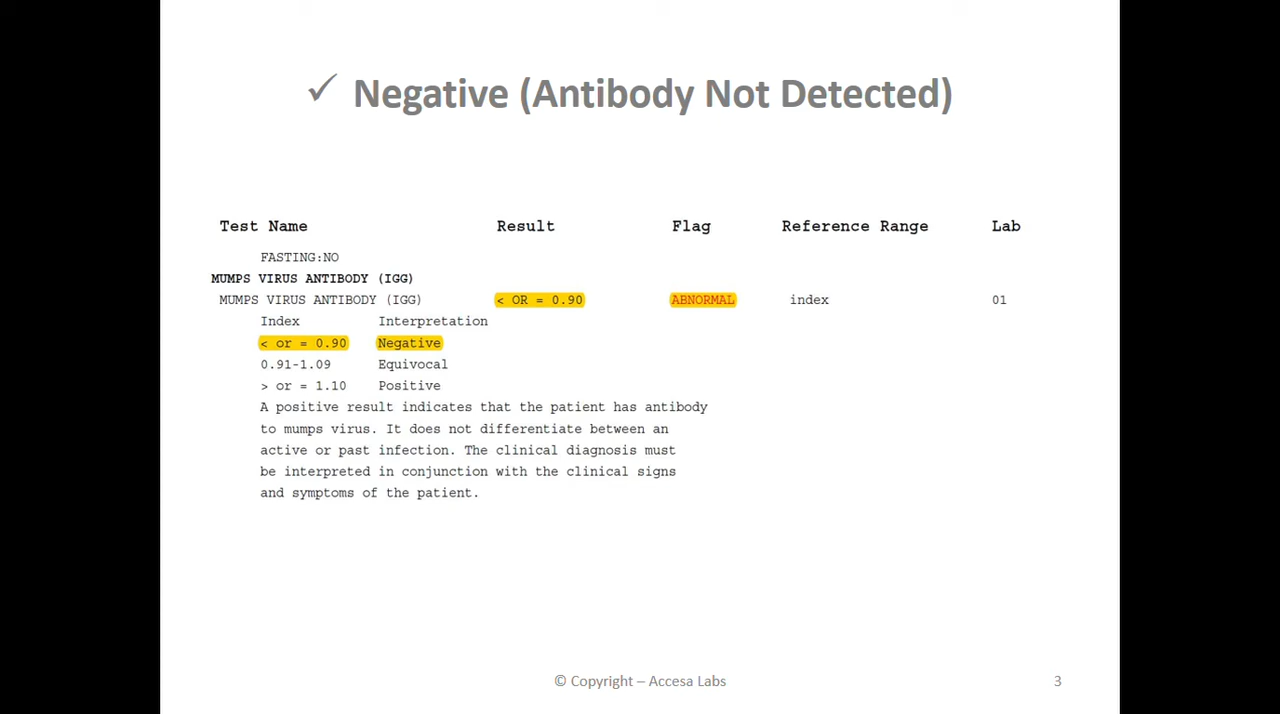 ✓ Negative (Antibody Not Detected)
Test Name Result Flag Reference Range Lab
FASTING:NO
MUMPS VIRUS ANTIBODY (IGG)
MUMPS VIRUS ANTIBODY (IGG) < OR = 0.90 ABNORMAL index 01
Index Interpretation
< or = 0.90 Negative
0.91-1.09 Equivocal
> or = 1.10 Positive
A positive result indicates that the patient has antibody
to mumps virus. It does not differentiate between an
active or past infection. The clinical diagnosis must
be interpreted in conjunction with the clinical signs
and symptoms of the patient.
© Copyright – Accesa Labs 3